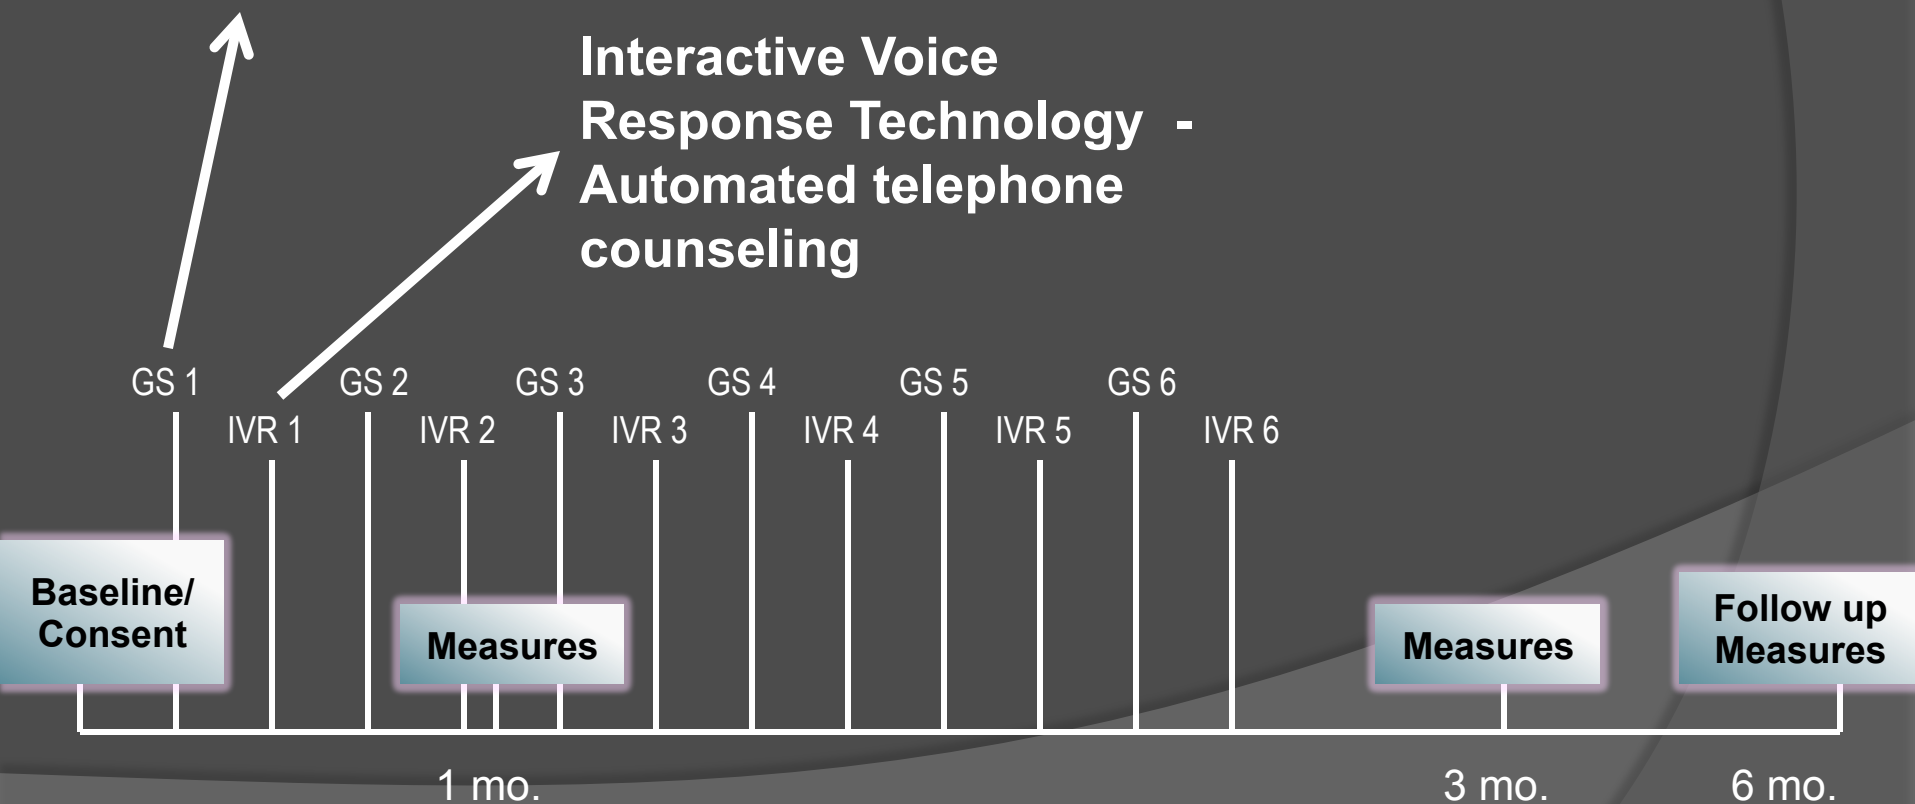 Interactive Voice
Response Technology  -
Automated telephone
counseling
GS 1
GS 2
GS 3
GS 4
GS 5
GS 6
IVR 1
IVR 2
IVR 3
IVR 4
IVR 5
IVR 6
Baseline/
Consent
Measures
Measures
Follow up
Measures
1 mo.
3 mo.
6 mo.